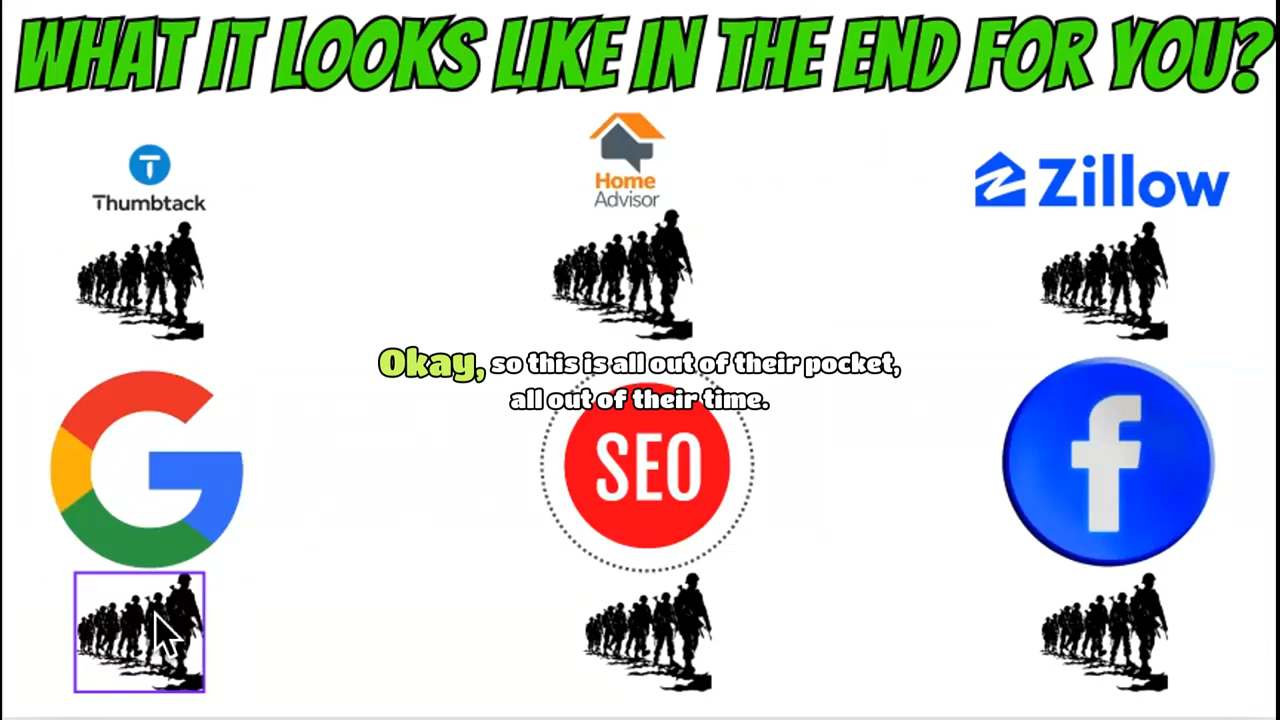 WHAT IT LOOKS LIKE IN THE END FOR YOU?
Thumbtack
Home
Advisor
Zillow
Okay, so this is all out of their pocket,
all out of their time.
SEO